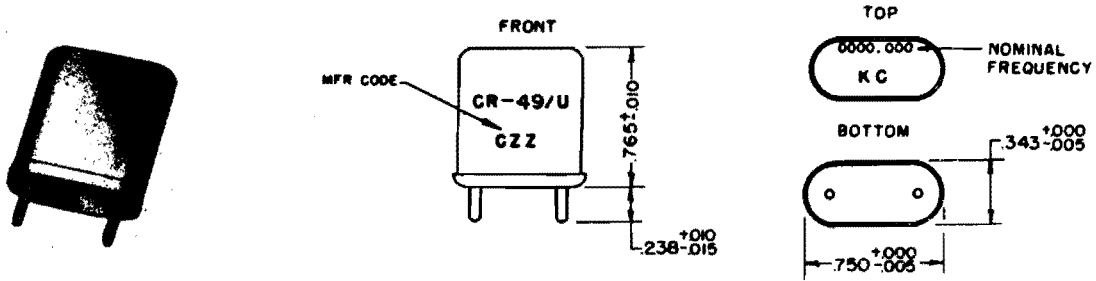 FRONT
MFR CODE
CR-49/U
CZZ
.765±.010
.238 +.010 -.015
TOP
0000.000
KC
NOMINAL
FREQUENCY
BOTTOM
.343 +.000 -.005
.750 +.000 -.005